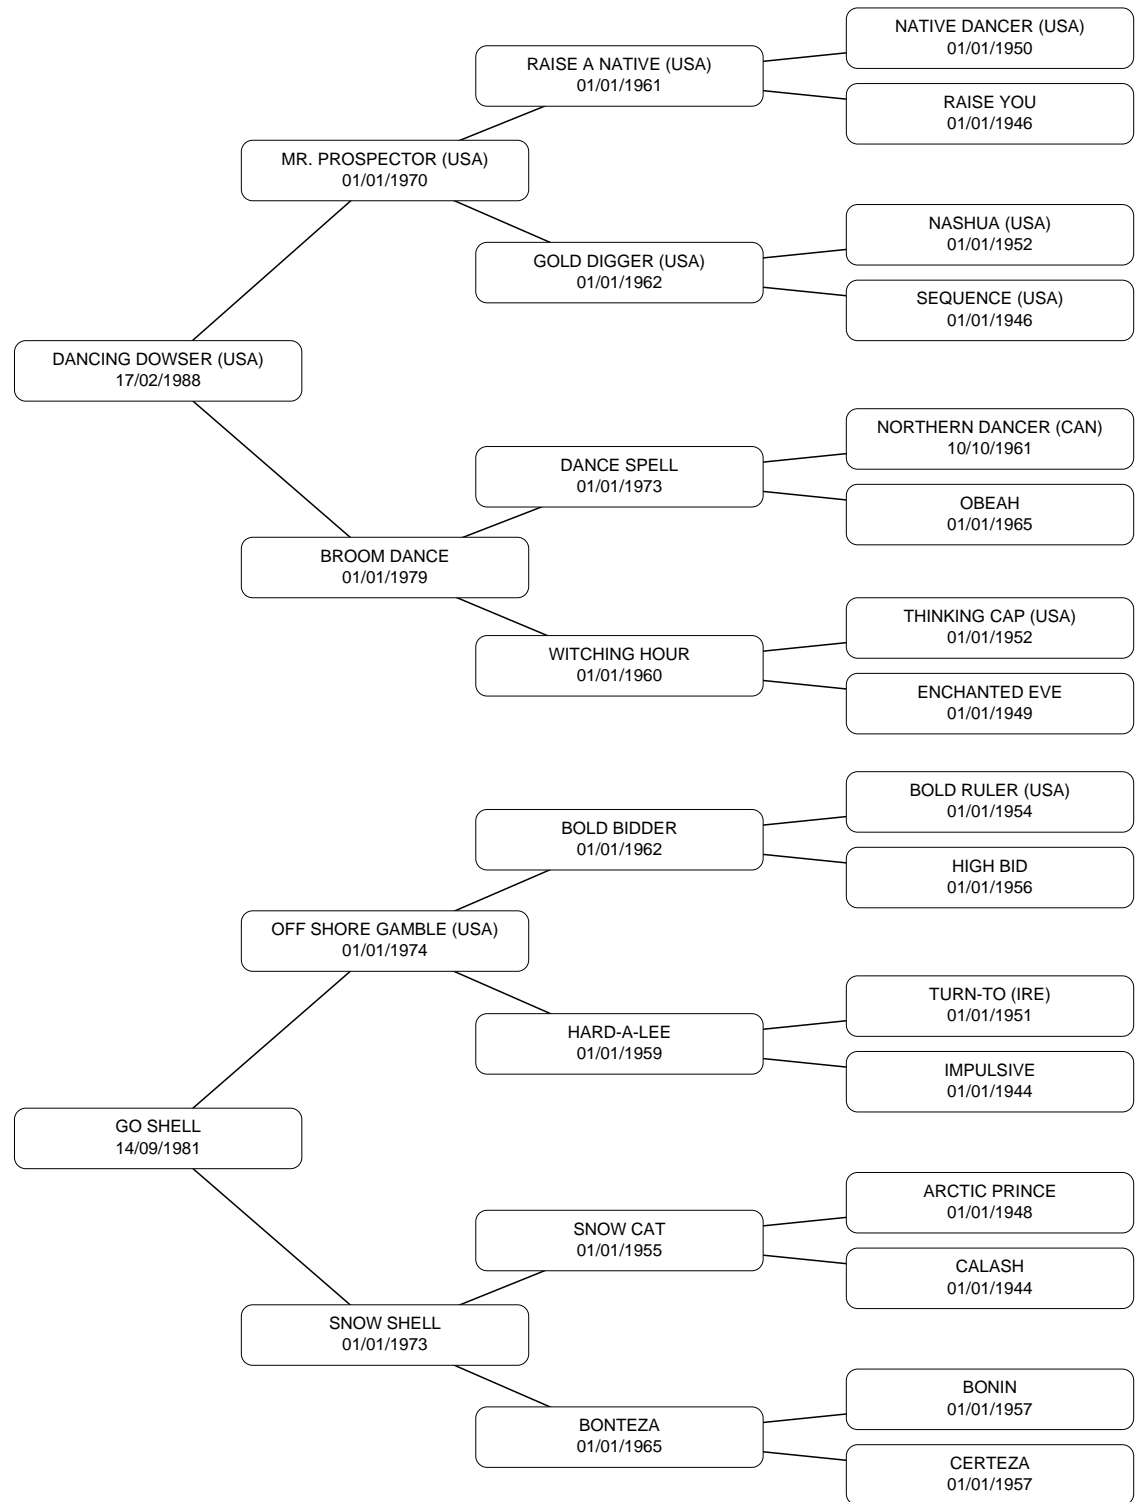 NATIVE DANCER (USA)
01/01/1950
RAISE A NATIVE (USA)
01/01/1961
RAISE YOU
01/01/1946
MR. PROSPECTOR (USA)
01/01/1970
NASHUA (USA)
01/01/1952
GOLD DIGGER (USA)
01/01/1962
SEQUENCE (USA)
01/01/1946
DANCING DOWSER (USA)
17/02/1988
NORTHERN DANCER (CAN)
10/10/1961
DANCE SPELL
01/01/1973
OBEAH
01/01/1965
BROOM DANCE
01/01/1979
THINKING CAP (USA)
01/01/1952
WITCHING HOUR
01/01/1960
ENCHANTED EVE
01/01/1949
BOLD RULER (USA)
01/01/1954
BOLD BIDDER
01/01/1962
HIGH BID
01/01/1956
OFF SHORE GAMBLE (USA)
01/01/1974
TURN-TO (IRE)
01/01/1951
HARD-A-LEE
01/01/1959
IMPULSIVE
01/01/1944
GO SHELL
14/09/1981
ARCTIC PRINCE
01/01/1948
SNOW CAT
01/01/1955
CALASH
01/01/1944
SNOW SHELL
01/01/1973
BONIN
01/01/1957
BONTEZA
01/01/1965
CERTEZA
01/01/1957